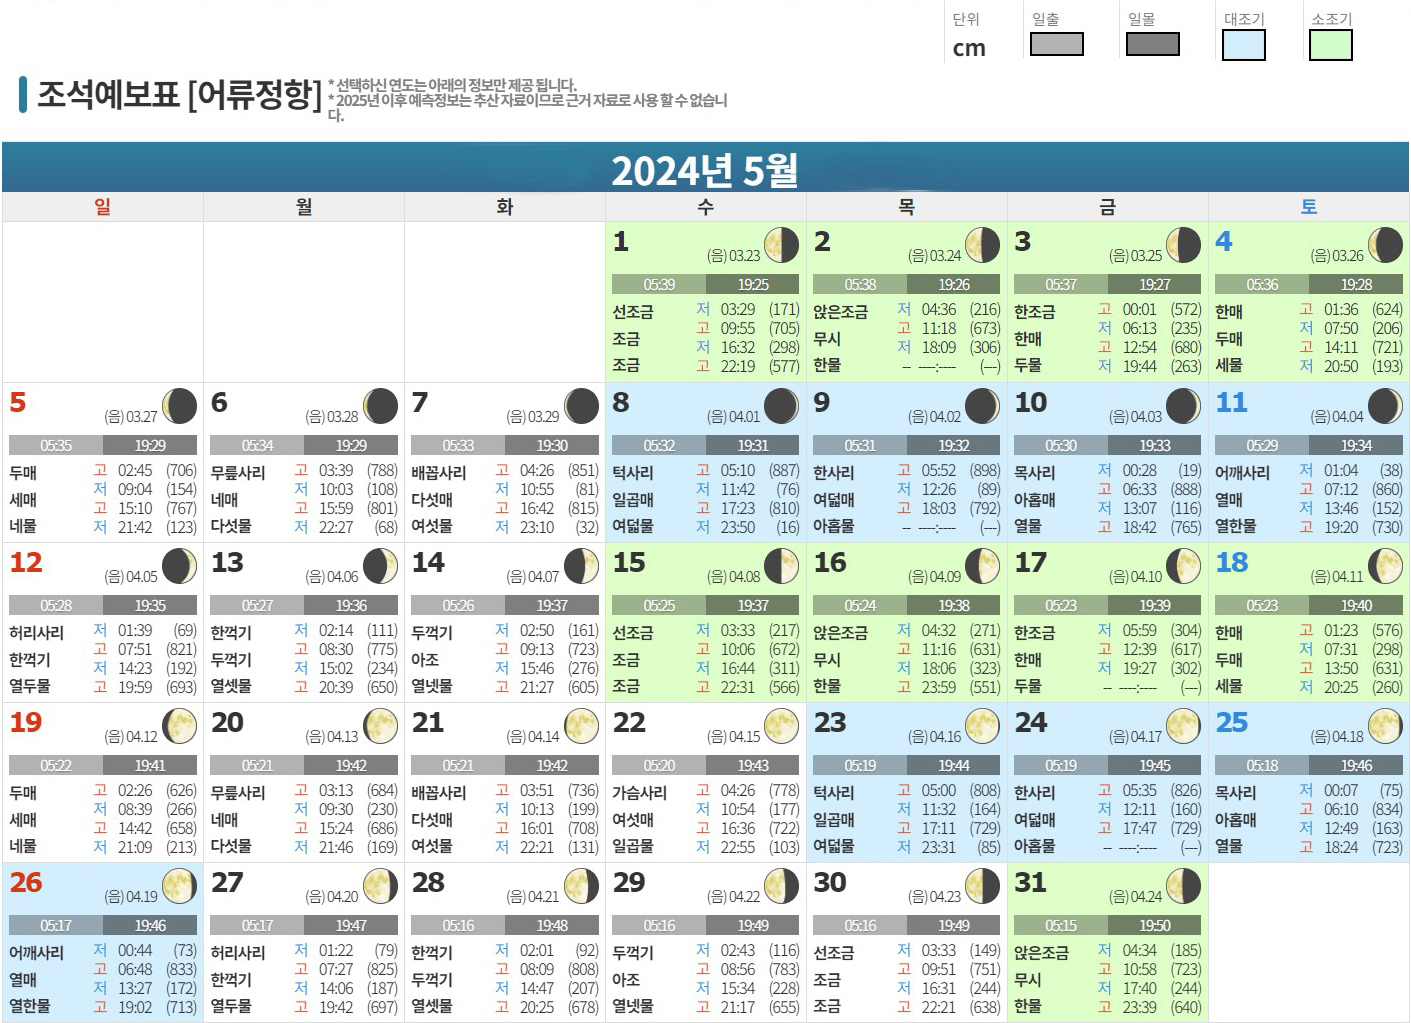 단위 일출 일몰 대조기 소조기
cm
조석예보표 [어류정항]
* 선택하신 연도는 아래의 정보만 제공 됩니다.
* 2025년 이후 예측정보는 추산 자료이므로 근거 자료로 사용 할 수 없습니
다.
2024년 5월
일 월 화 수 목 금 토
1 (음) 03.23
05:39 19:25
선조금 조금 조금
저 03:29 (171)
고 09:55 (705)
저 16:32 (298)
고 22:19 (577)
2 (음) 03.24
05:38 19:26
앉은조금 무시 한물
저 04:36 (216)
고 11:18 (673)
저 18:09 (306)
-- ----:---- (---)
3 (음) 03.25
05:37 19:27
한조금 한매 두물
고 00:01 (572)
저 06:13 (235)
고 12:54 (680)
저 19:44 (263)
4 (음) 03.26
05:36 19:28
한매 두매 세물
고 01:36 (624)
저 07:50 (206)
고 14:11 (721)
저 20:50 (193)
5 (음) 03.27
05:35 19:29
두매 세매 네물
고 02:45 (706)
저 09:04 (154)
고 15:10 (767)
저 21:42 (123)
6 (음) 03.28
05:34 19:29
무릎사리 네매 다섯물
고 03:39 (788)
저 10:03 (108)
고 15:59 (801)
저 22:27 (68)
7 (음) 03.29
05:33 19:30
배꼽사리 다섯매 여섯물
고 04:26 (851)
저 10:55 (81)
고 16:42 (815)
저 23:10 (32)
8 (음) 04.01
05:32 19:31
턱사리 일곱매 여덟물
고 05:10 (887)
저 11:42 (76)
고 17:23 (810)
저 23:50 (16)
9 (음) 04.02
05:31 19:32
한사리 여덟매 아홉물
고 05:52 (898)
저 12:26 (89)
고 18:03 (792)
-- ----:---- (---)
10 (음) 04.03
05:30 19:33
목사리 아홉매 열물
저 00:28 (19)
고 06:33 (888)
저 13:07 (116)
고 18:42 (765)
11 (음) 04.04
05:29 19:34
어깨사리 열매 열한물
저 01:04 (38)
고 07:12 (860)
저 13:46 (152)
고 19:20 (730)
12 (음) 04.05
05:28 19:35
허리사리 한꺽기 열두물
저 01:39 (69)
고 07:51 (821)
저 14:23 (192)
고 19:59 (693)
13 (음) 04.06
05:27 19:36
한꺽기 두꺽기 열셋물
저 02:14 (111)
고 08:30 (775)
저 15:02 (234)
고 20:39 (650)
14 (음) 04.07
05:26 19:37
두꺽기 아조 열넷물
저 02:50 (161)
고 09:13 (723)
저 15:46 (276)
고 21:27 (605)
15 (음) 04.08
05:25 19:37
선조금 조금 조금
저 03:33 (217)
고 10:06 (672)
저 16:44 (311)
고 22:31 (566)
16 (음) 04.09
05:24 19:38
앉은조금 무시 한물
저 04:32 (271)
고 11:16 (631)
저 18:06 (323)
고 23:59 (551)
17 (음) 04.10
05:23 19:39
한조금 한매 두물
저 05:59 (304)
고 12:39 (617)
저 19:27 (302)
-- ----:---- (---)
18 (음) 04.11
05:23 19:40
한매 두매 세물
고 01:23 (576)
저 07:31 (298)
고 13:50 (631)
저 20:25 (260)
19 (음) 04.12
05:22 19:41
두매 세매 네물
고 02:26 (626)
저 08:39 (266)
고 14:42 (658)
저 21:09 (213)
20 (음) 04.13
05:21 19:42
무릎사리 네매 다섯물
고 03:13 (684)
저 09:30 (230)
고 15:24 (686)
저 21:46 (169)
21 (음) 04.14
05:21 19:42
배꼽사리 다섯매 여섯물
고 03:51 (736)
저 10:13 (199)
고 16:01 (708)
저 22:21 (131)
22 (음) 04.15
05:20 19:43
가슴사리 여섯매 일곱물
고 04:26 (778)
저 10:54 (177)
고 16:36 (722)
저 22:55 (103)
23 (음) 04.16
05:19 19:44
턱사리 일곱매 여덟물
고 05:00 (808)
저 11:32 (164)
고 17:11 (729)
저 23:31 (85)
24 (음) 04.17
05:19 19:45
한사리 여덟매 아홉물
고 05:35 (826)
저 12:11 (160)
고 17:47 (729)
-- ----:---- (---)
25 (음) 04.18
05:18 19:46
목사리 아홉매 열물
저 00:07 (75)
고 06:10 (834)
저 12:49 (163)
고 18:24 (723)
26 (음) 04.19
05:17 19:46
어깨사리 열매 열한물
저 00:44 (73)
고 06:48 (833)
저 13:27 (172)
고 19:02 (713)
27 (음) 04.20
05:17 19:47
허리사리 한꺽기 열두물
저 01:22 (79)
고 07:27 (825)
저 14:06 (187)
고 19:42 (697)
28 (음) 04.21
05:16 19:48
한꺽기 두꺽기 열셋물
저 02:01 (92)
고 08:09 (808)
저 14:47 (207)
고 20:25 (678)
29 (음) 04.22
05:16 19:49
두꺽기 아조 열넷물
저 02:43 (116)
고 08:56 (783)
저 15:34 (228)
고 21:17 (655)
30 (음) 04.23
05:16 19:49
선조금 조금 조금
저 03:33 (149)
고 09:51 (751)
저 16:31 (244)
고 22:21 (638)
31 (음) 04.24
05:15 19:50
앉은조금 무시 한물
저 04:34 (185)
고 10:58 (723)
저 17:40 (244)
고 23:39 (640)